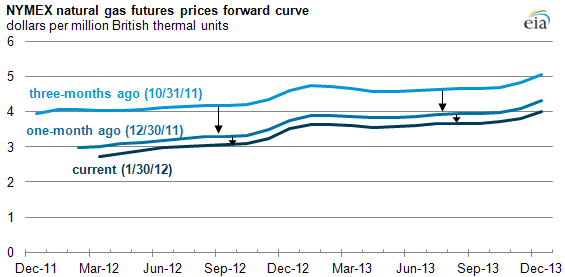 NYMEX natural gas futures prices forward curve
dollars per million British thermal units
eia
6
5
4
3
2
1
0
three-months ago (10/31/11)
one-month ago (12/30/11)
current (1/30/12)
Dec-11 Mar-12 Jun-12 Sep-12 Dec-12 Mar-13 Jun-13 Sep-13 Dec-13